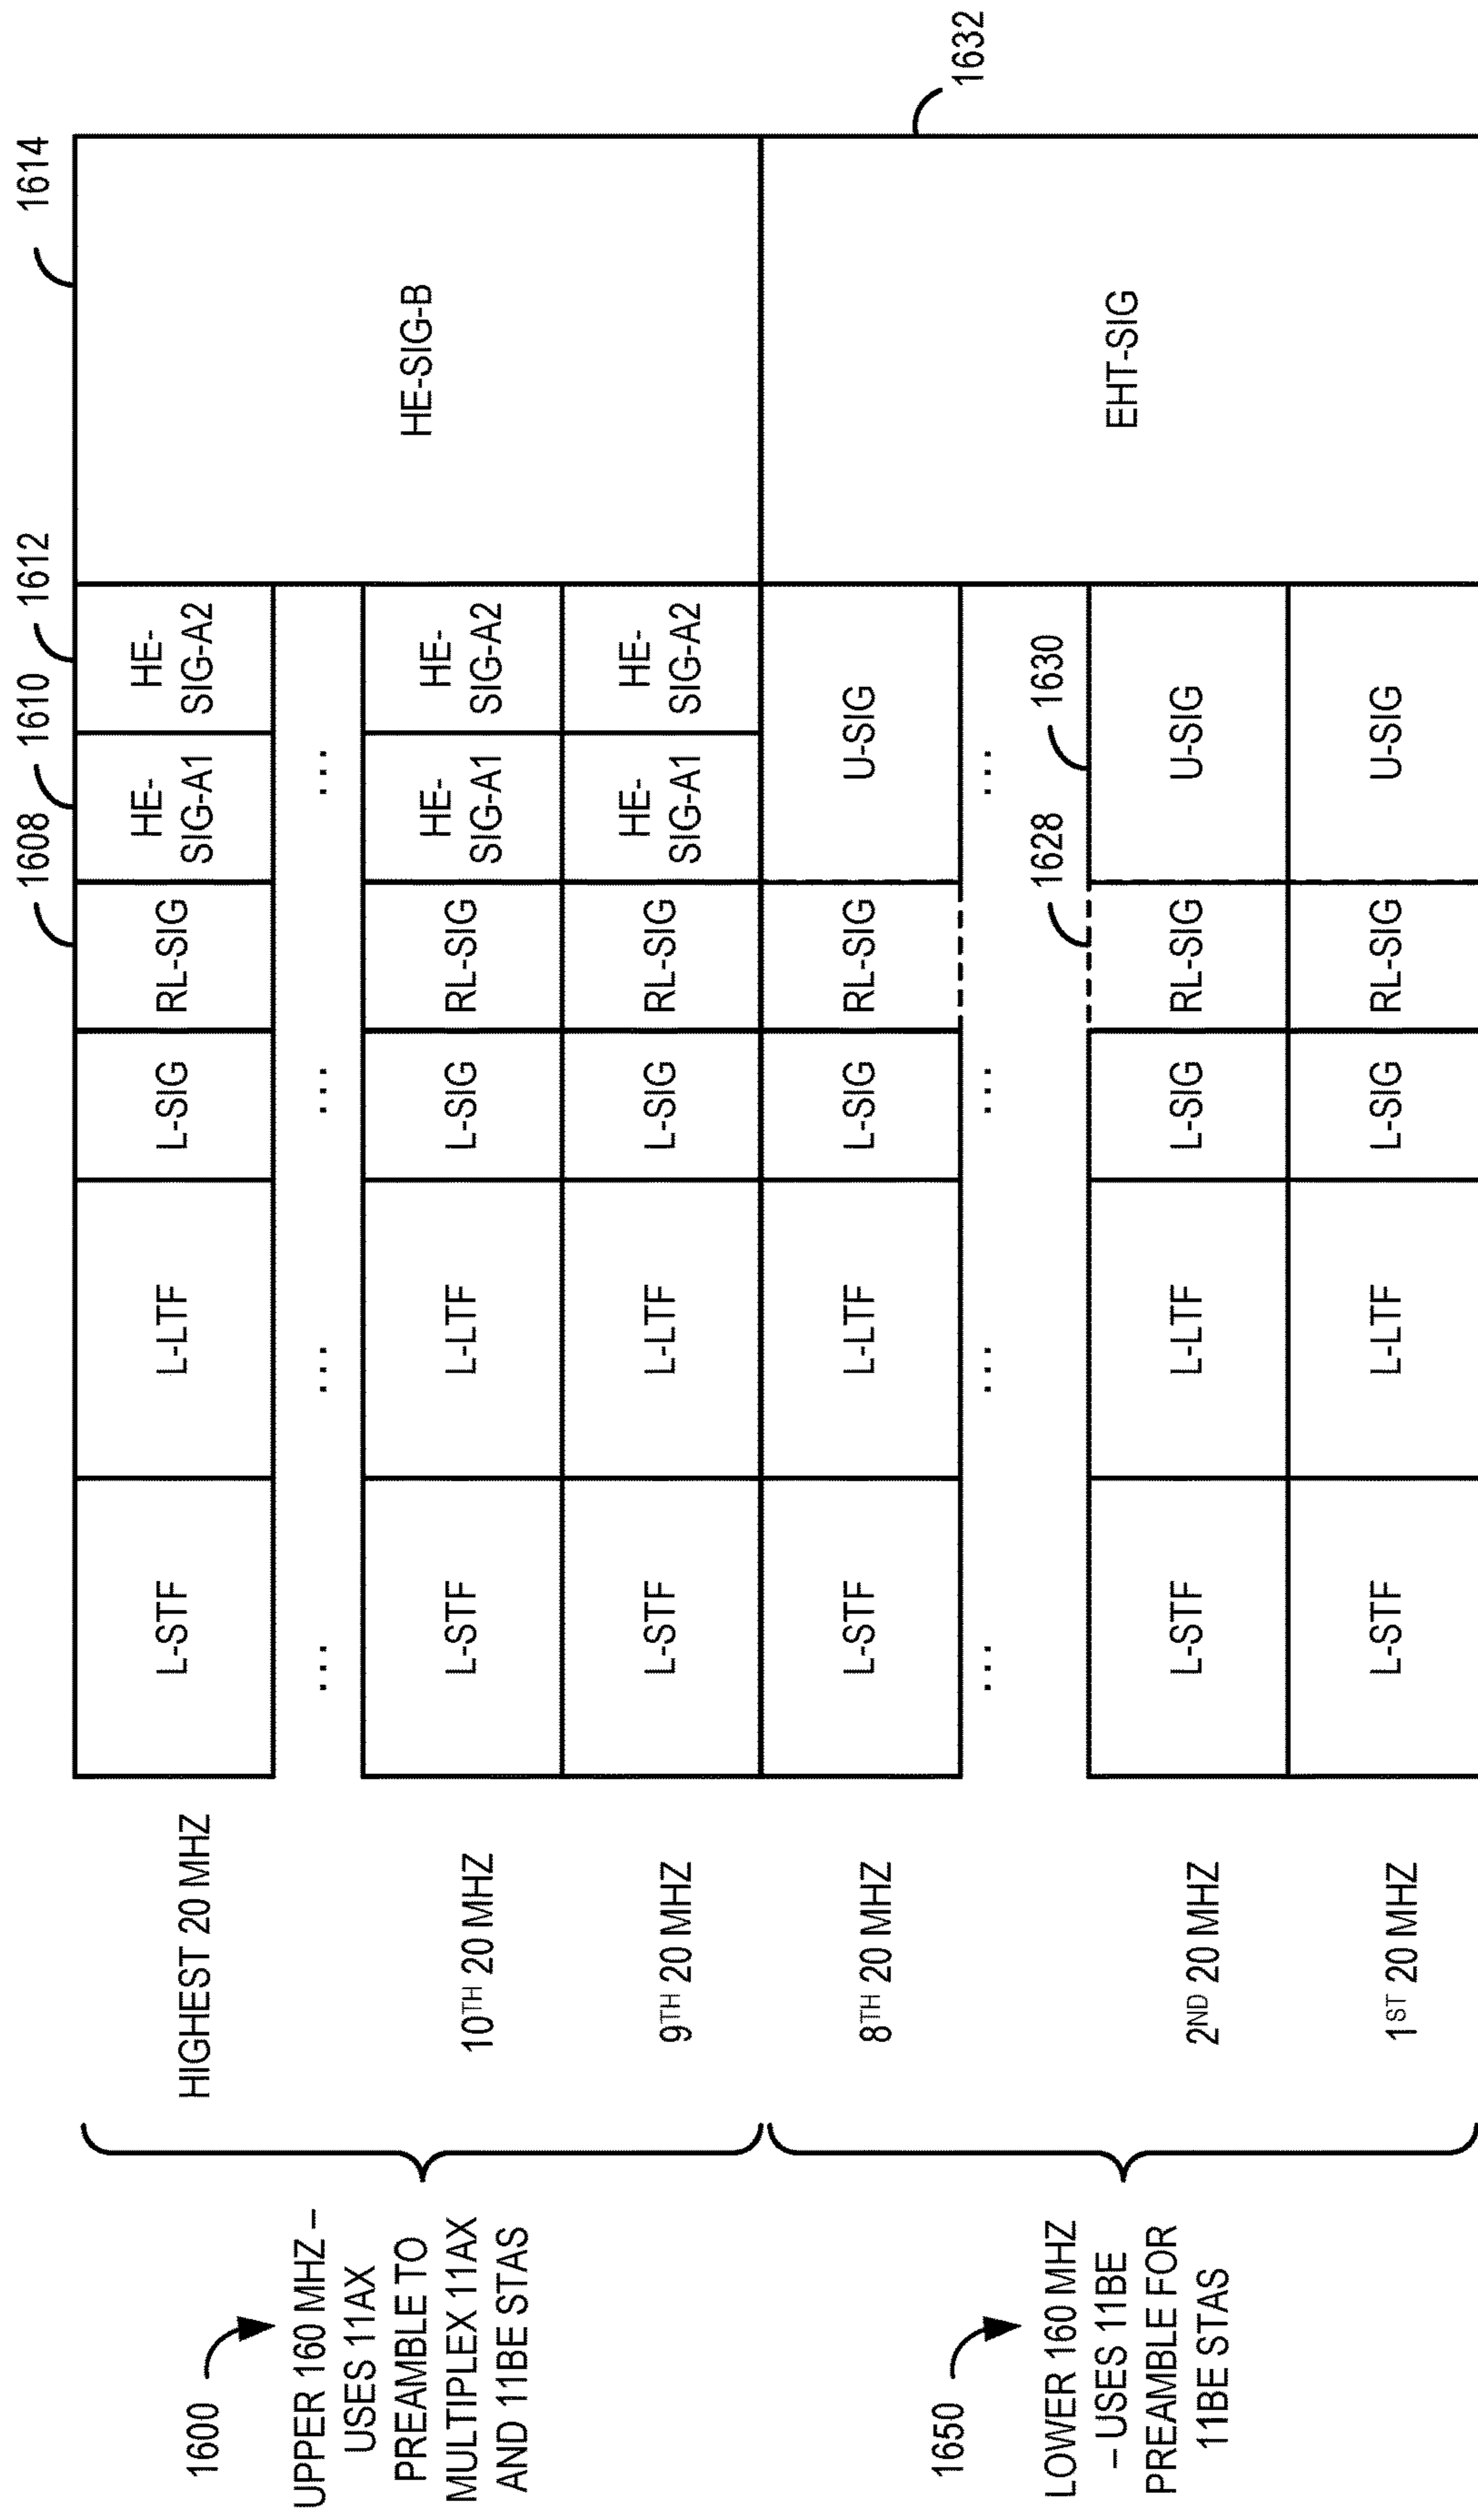 1600
UPPER 160 MHZ –
USES 11AX
PREAMBLE TO
MULTIPLEX 11AX
AND 11BE STAS
1650
LOWER 160 MHZ
– USES 11BE
PREAMBLE FOR
11BE STAS
1608
1610
1612
1614
HIGHEST 20 MHZ
L-STF
L-LTF
L-SIG
RL-SIG
HE-
SIG-A1
HE-
SIG-A2
HE-SIG-B
...
...
...
...
10TH 20 MHZ
L-STF
L-LTF
L-SIG
RL-SIG
HE-
SIG-A1
HE-
SIG-A2
9TH 20 MHZ
L-STF
L-LTF
L-SIG
RL-SIG
HE-
SIG-A1
HE-
SIG-A2
8TH 20 MHZ
L-STF
L-LTF
L-SIG
RL-SIG
U-SIG
EHT-SIG
1632
...
...
...
...
1628
1630
2ND 20 MHZ
L-STF
L-LTF
L-SIG
RL-SIG
U-SIG
1ST 20 MHZ
L-STF
L-LTF
L-SIG
RL-SIG
U-SIG